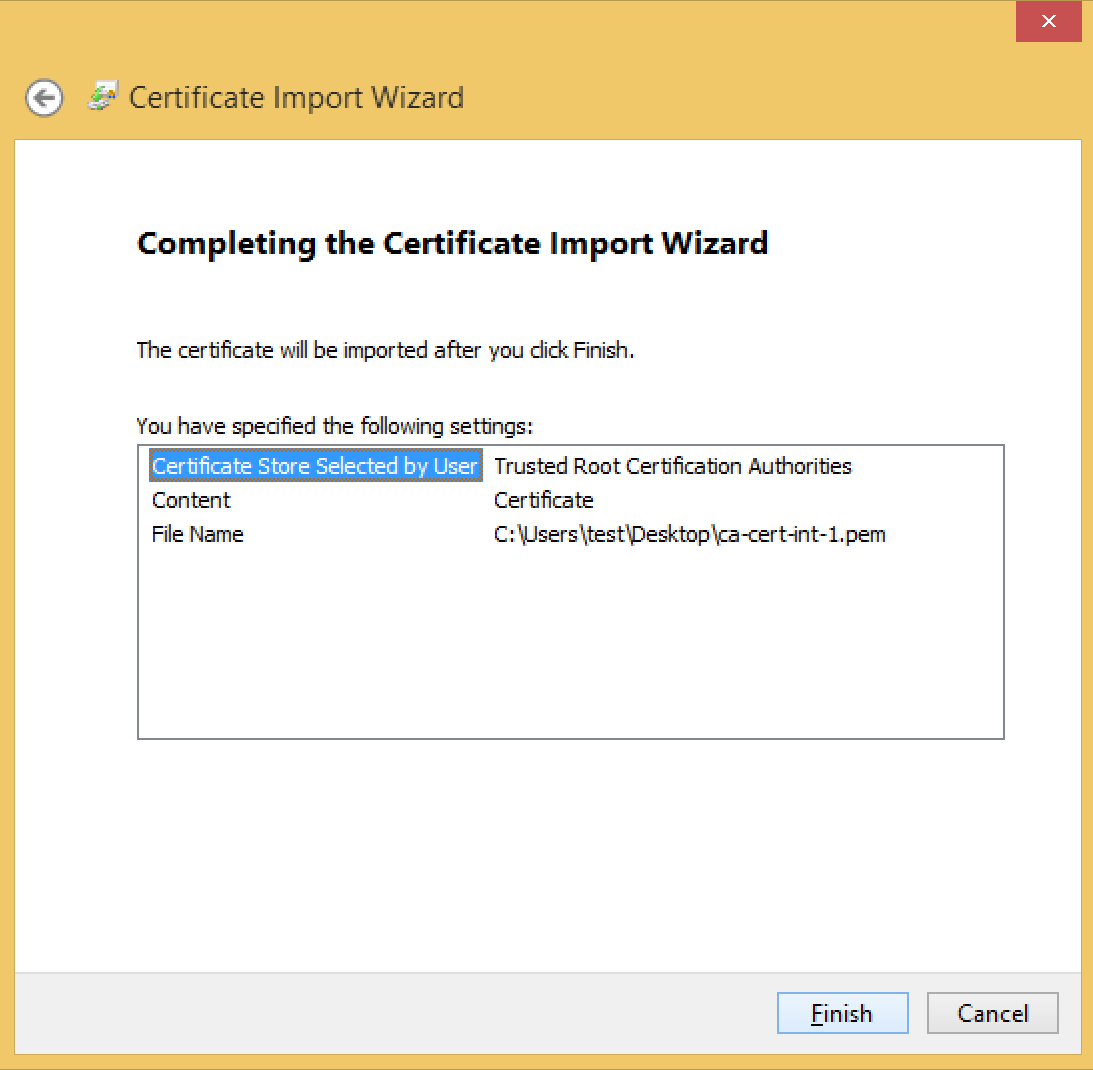 Certificate Import Wizard
Completing the Certificate Import Wizard
The certificate will be imported after you click Finish.
You have specified the following settings:
Certificate Store Selected by User Trusted Root Certification Authorities
Content Certificate
File Name C:\Users\test\Desktop\ca-cert-int-1.pem
Finish Cancel